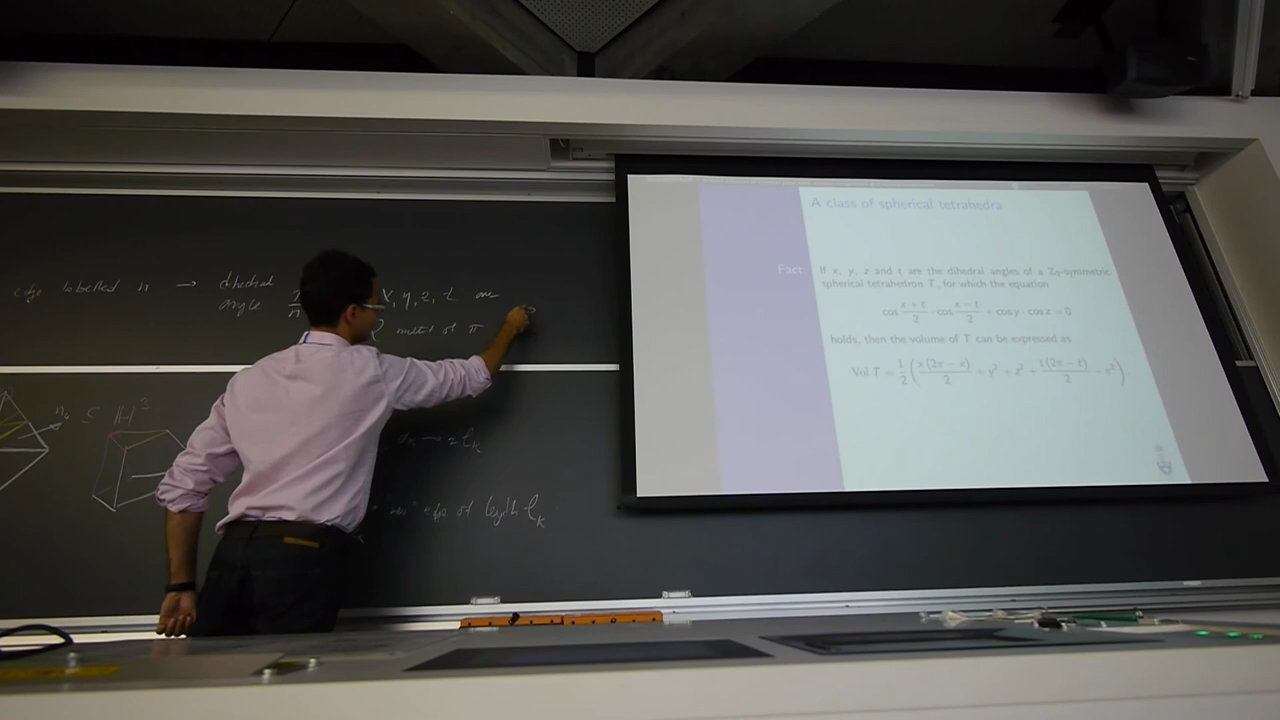 edge labelled n → dihedral
angle π/n
x, y, z, t are
Q mult of π
⊆ ℍ³
→ 2 ℓ_K
edge of length ℓ_K
A class of spherical tetrahedra
Fact: If x, y, z and t are the dihedral angles of a ℤ₂-symmetric
spherical tetrahedron T, for which the equation
cos (x + t)/2 · cos (x − t)/2 + cos y · cos z = 0
holds, then the volume of T can be expressed as
Vol T = 1/2 ( x(2π − x)/2 + y² + z² + t(2π − t)/2 − π² )